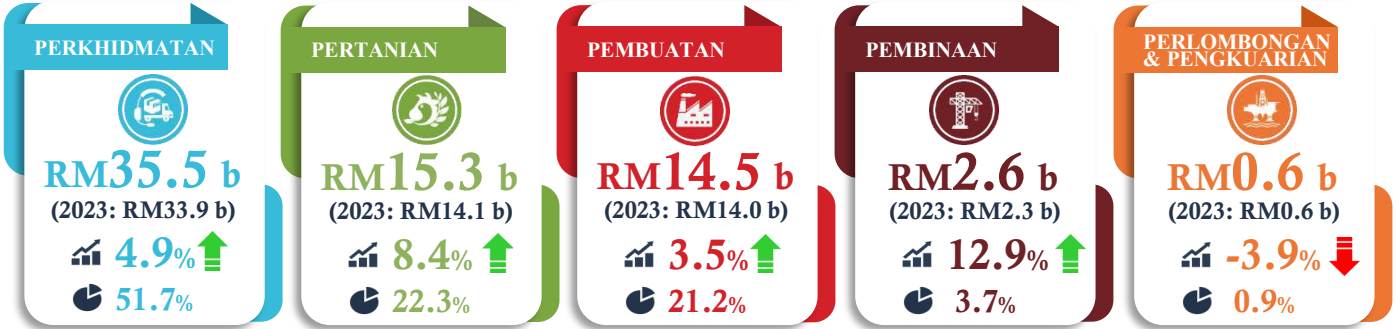 PERKHIDMATAN
RM35.5 b
(2023: RM33.9 b)
4.9%
51.7%
PERTANIAN
RM15.3 b
(2023: RM14.1 b)
8.4%
22.3%
PEMBUATAN
RM14.5 b
(2023: RM14.0 b)
3.5%
21.2%
PEMBINAAN
RM2.6 b
(2023: RM2.3 b)
12.9%
3.7%
PERLOMBONGAN
& PENGKUARIAN
RM0.6 b
(2023: RM0.6 b)
-3.9%
0.9%